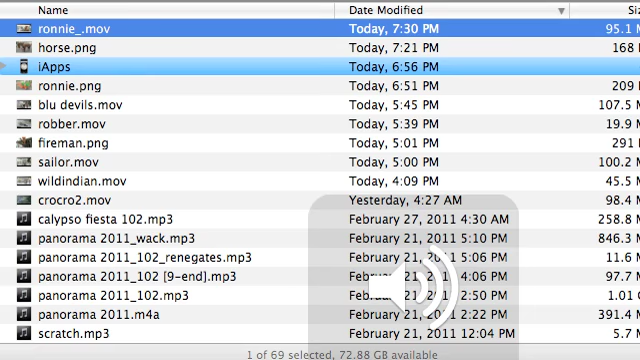 Name Date Modified Siz
ronnie_.mov Today, 7:30 PM 95.1 M
horse.png Today, 7:21 PM 168
iApps Today, 6:56 PM
ronnie.png Today, 6:51 PM 209
blu devils.mov Today, 5:45 PM 107.5 M
robber.mov Today, 5:39 PM 19.9 M
fireman.png Today, 5:01 PM 291
sailor.mov Today, 5:00 PM 100.2 M
wildindian.mov Today, 4:09 PM 45.5 M
crocro2.mov Yesterday, 4:27 AM 98.4 M
calypso fiesta 102.mp3 February 27, 2011 4:30 AM 258.8 M
panorama 2011_wack.mp3 February 21, 2011 5:10 PM 846.3 M
panorama 2011_102_renegates.mp3 February 21, 2011 5:06 PM 11.6 M
panorama 2011_102 [9-end].mp3 February 21, 2011 4:06 PM 97.7 M
panorama 2011_102.mp3 February 21, 2011 2:50 PM 1.01 G
panorama 2011.m4a February 21, 2011 2:22 PM 391.4 M
scratch.mp3 February 21, 2011 12:04 PM 5.7 M
1 of 69 selected, 72.88 GB available